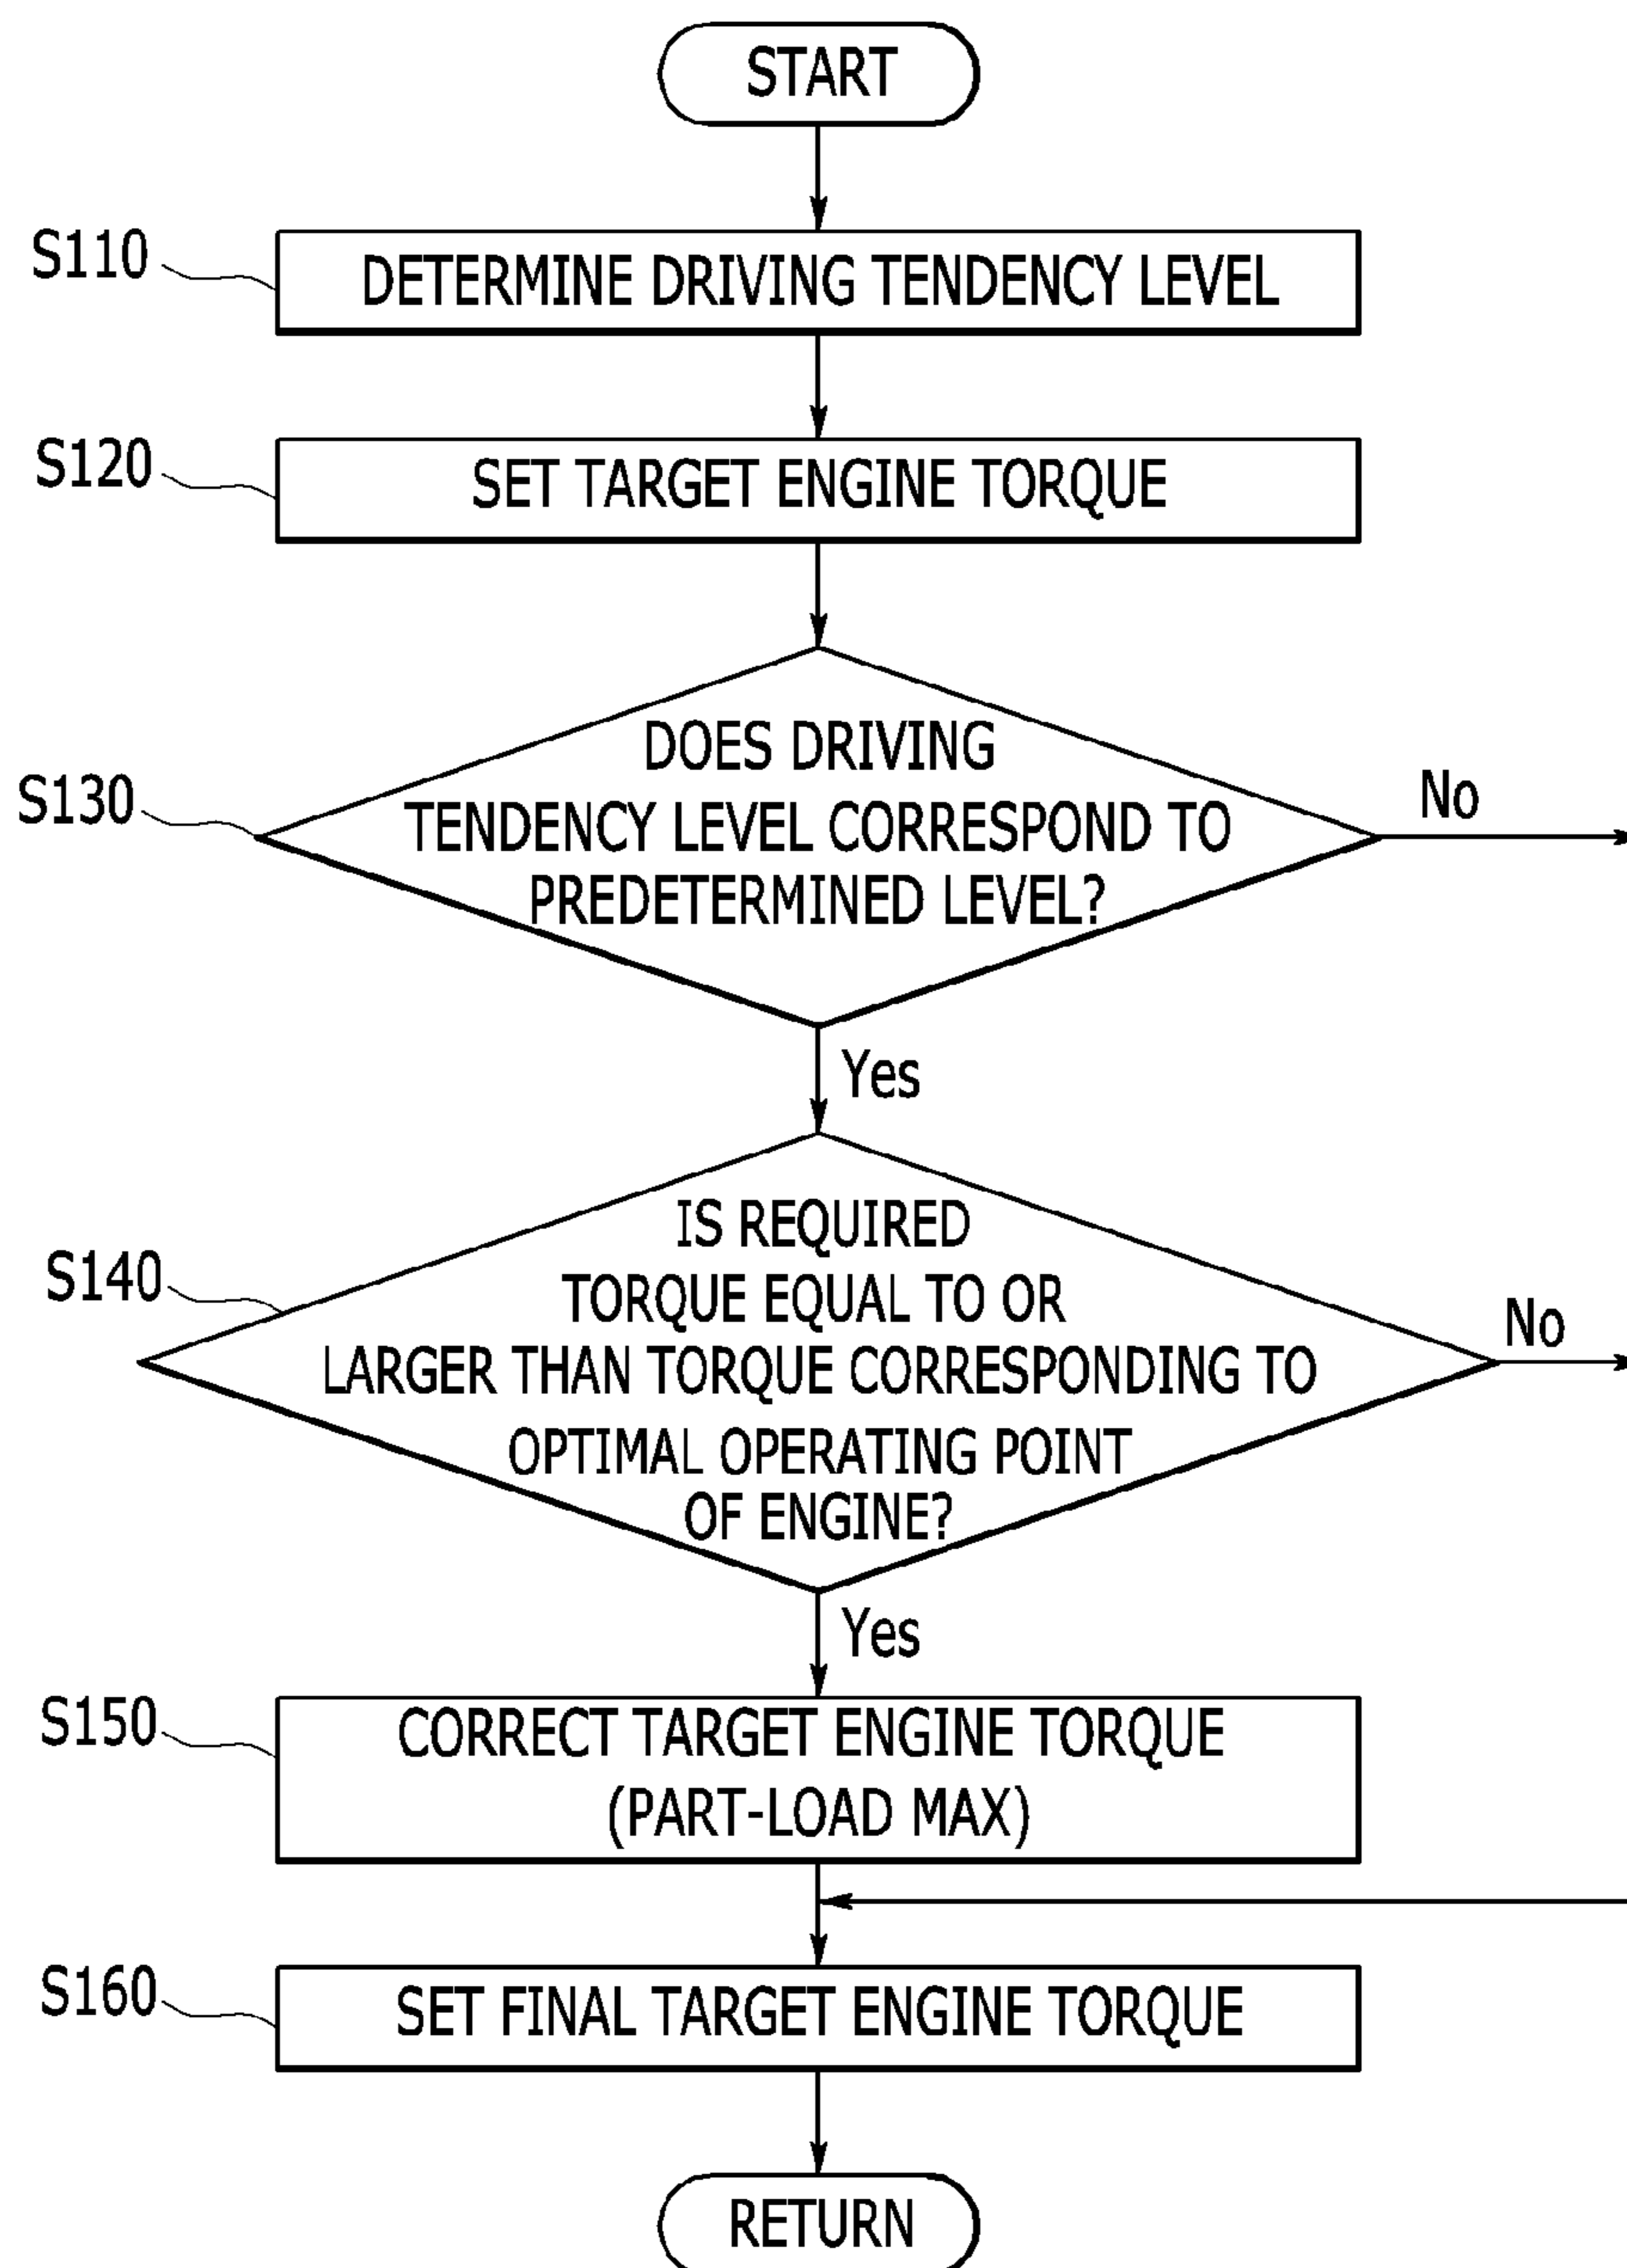 START
S110
DETERMINE DRIVING TENDENCY LEVEL
S120
SET TARGET ENGINE TORQUE
S130
DOES DRIVING
TENDENCY LEVEL CORRESPOND TO
PREDETERMINED LEVEL?
No
Yes
S140
IS REQUIRED
TORQUE EQUAL TO OR
LARGER THAN TORQUE CORRESPONDING TO
OPTIMAL OPERATING POINT
OF ENGINE?
No
Yes
S150
CORRECT TARGET ENGINE TORQUE
(PART-LOAD MAX)
S160
SET FINAL TARGET ENGINE TORQUE
RETURN